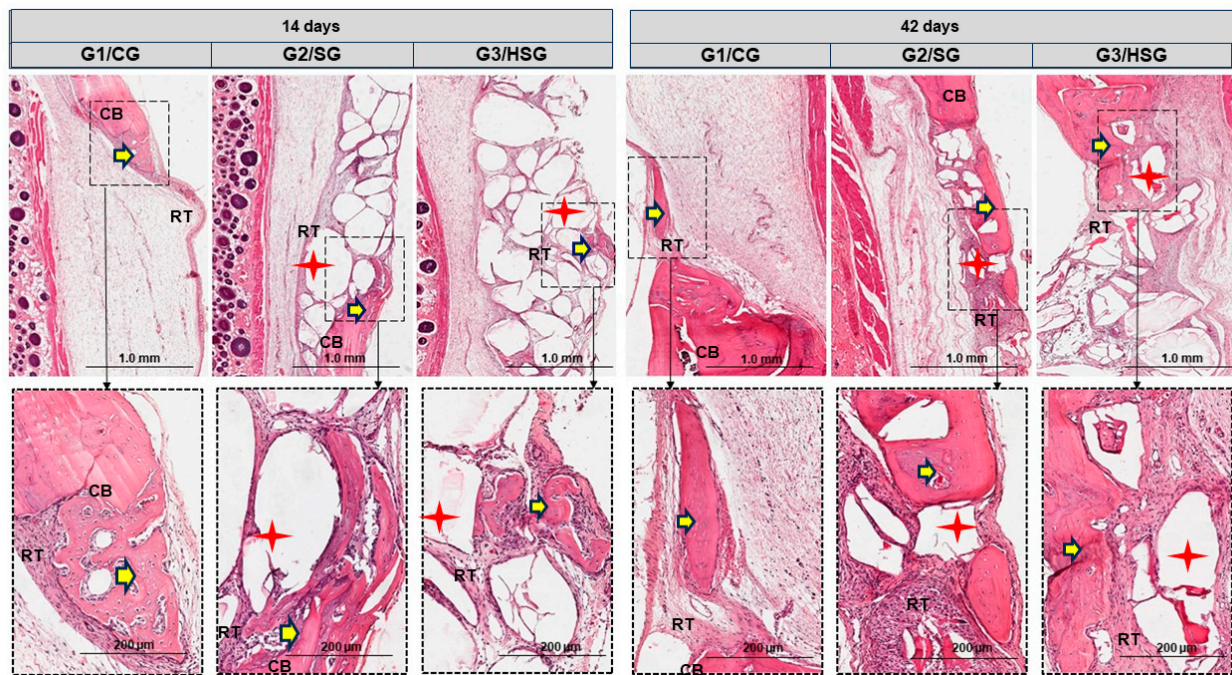 14 days
42 days
G1/CG
G2/SG
G3/HSG
G1/CG
G2/SG
G3/HSG
CB
RT
1.0 mm
RT
CB
1.0 mm
RT
1.0 mm
RT
CB
1.0 mm
CB
RT
1.0 mm
RT
1.0 mm
CB
RT
200 µm
RT
CB
200 µm
RT
200 µm
RT
CB
200 µm
RT
200 µm
RT
200 µm